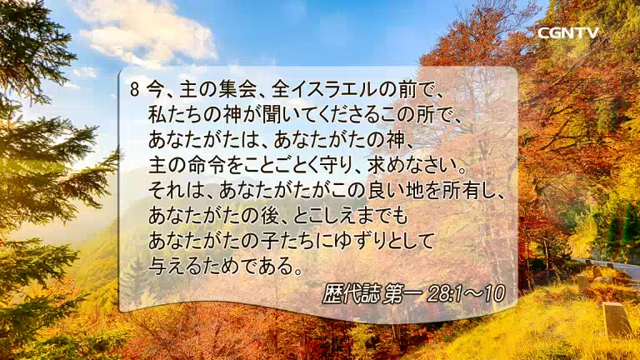 CGNTV
8 今、主の集会、全イスラエルの前で、
私たちの神が聞いてくださるこの所で、
あなたがたは、あなたがたの神、
主の命令をことごとく守り、求めなさい。
それは、あなたがたがこの良い地を所有し、
あなたがたの後、とこしえまでも
あなたがたの子たちにゆずりとして
与えるためである。
歴代誌 第一 28:1～10